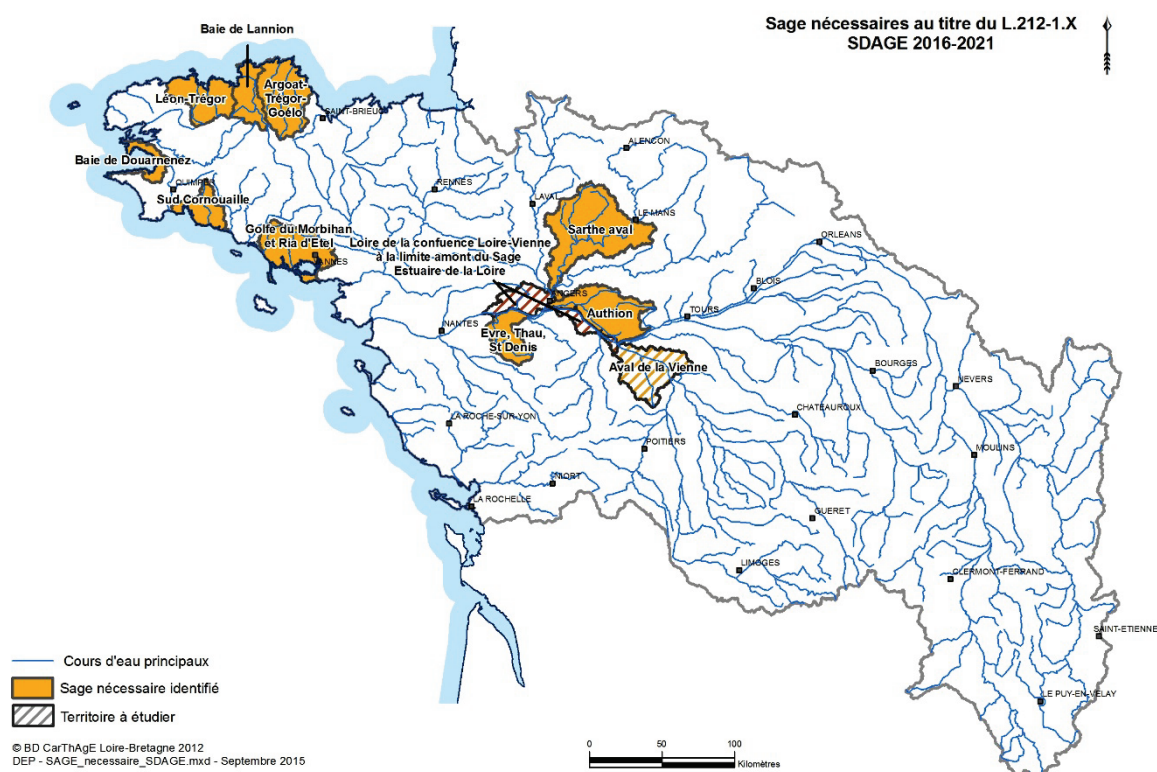 Sage nécessaires au titre du L.212-1.X
SDAGE 2016-2021
Baie de Lannion
Léon-Trégor
Argoat-
Trégor-
Goélo
SAINT-BRIEUC
Baie de Douarnenez
QUIMPER
Sud Cornouaille
Golfe du Morbihan
et Ria d'Etel
VANNES
RENNES
LAVAL
ALENCON
LE MANS
Sarthe aval
ORLEANS
BLOIS
Loire de la confuence Loire-Vienne
à la limite amont du Sage
Estuaire de la Loire
ANGERS
Authion
TOURS
NANTES
Evre, Thau,
St Denis
Aval de la Vienne
BOURGES
NEVERS
CHATEAUROUX
LA ROCHE-SUR-YON
POITIERS
MOULINS
NIORT
LA ROCHELLE
GUERET
LIMOGES
CLERMONT-FERRAND
SAINT-ETIENNE
LE PUY-EN-VELAY
Cours d'eau principaux
Sage nécessaire identifié
Territoire à étudier
© BD CarThAgE Loire-Bretagne 2012
DEP - SAGE_necessaire_SDAGE.mxd - Septembre 2015
0 50 100
Kilomètres